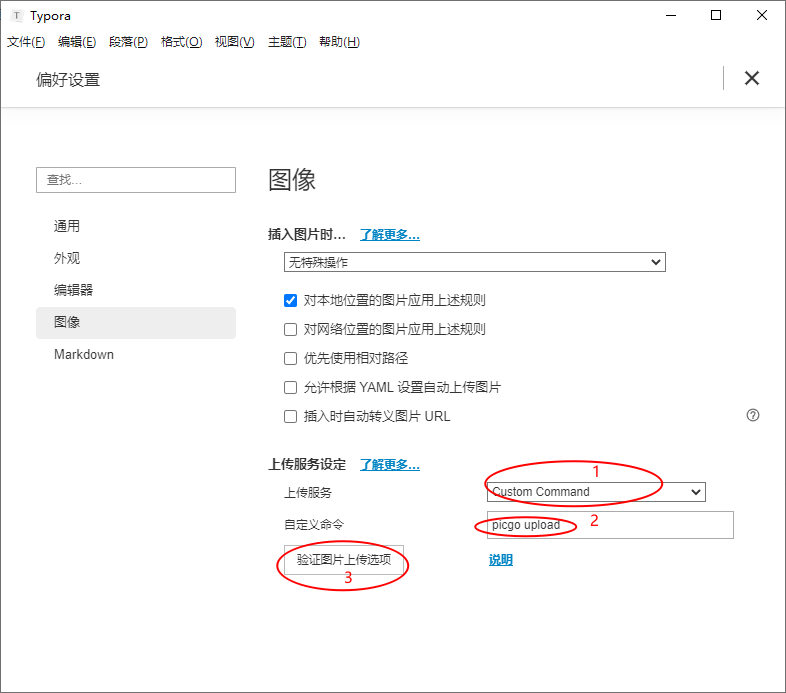 Typora
文件(F) 编辑(E) 段落(P) 格式(O) 视图(V) 主题(T) 帮助(H)
偏好设置
查找...
通用
外观
编辑器
图像
Markdown
图像
插入图片时... 了解更多...
无特殊操作
对本地位置的图片应用上述规则
对网络位置的图片应用上述规则
优先使用相对路径
允许根据 YAML 设置自动上传图片
插入时自动转义图片 URL
上传服务设定 了解更多...
1
上传服务 Custom Command
自定义命令 picgo upload 2
验证图片上传选项 说明
3